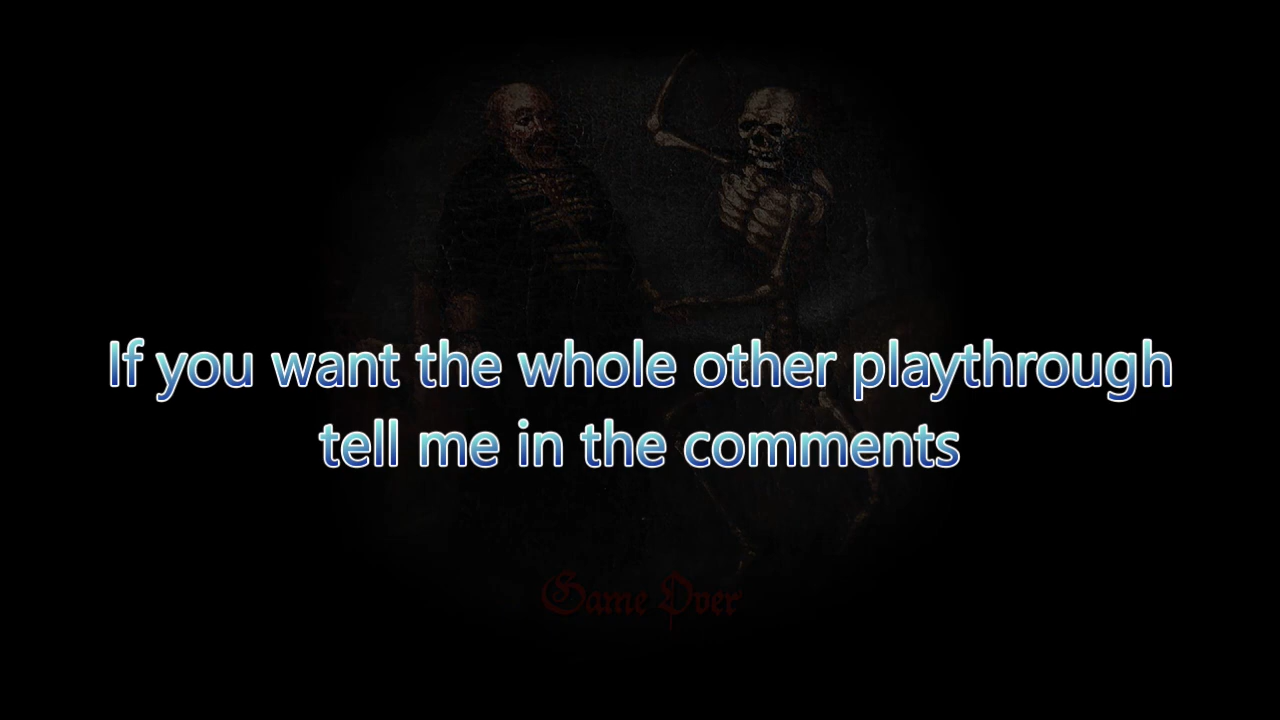 If you want the whole other playthrough
tell me in the comments
Game Over